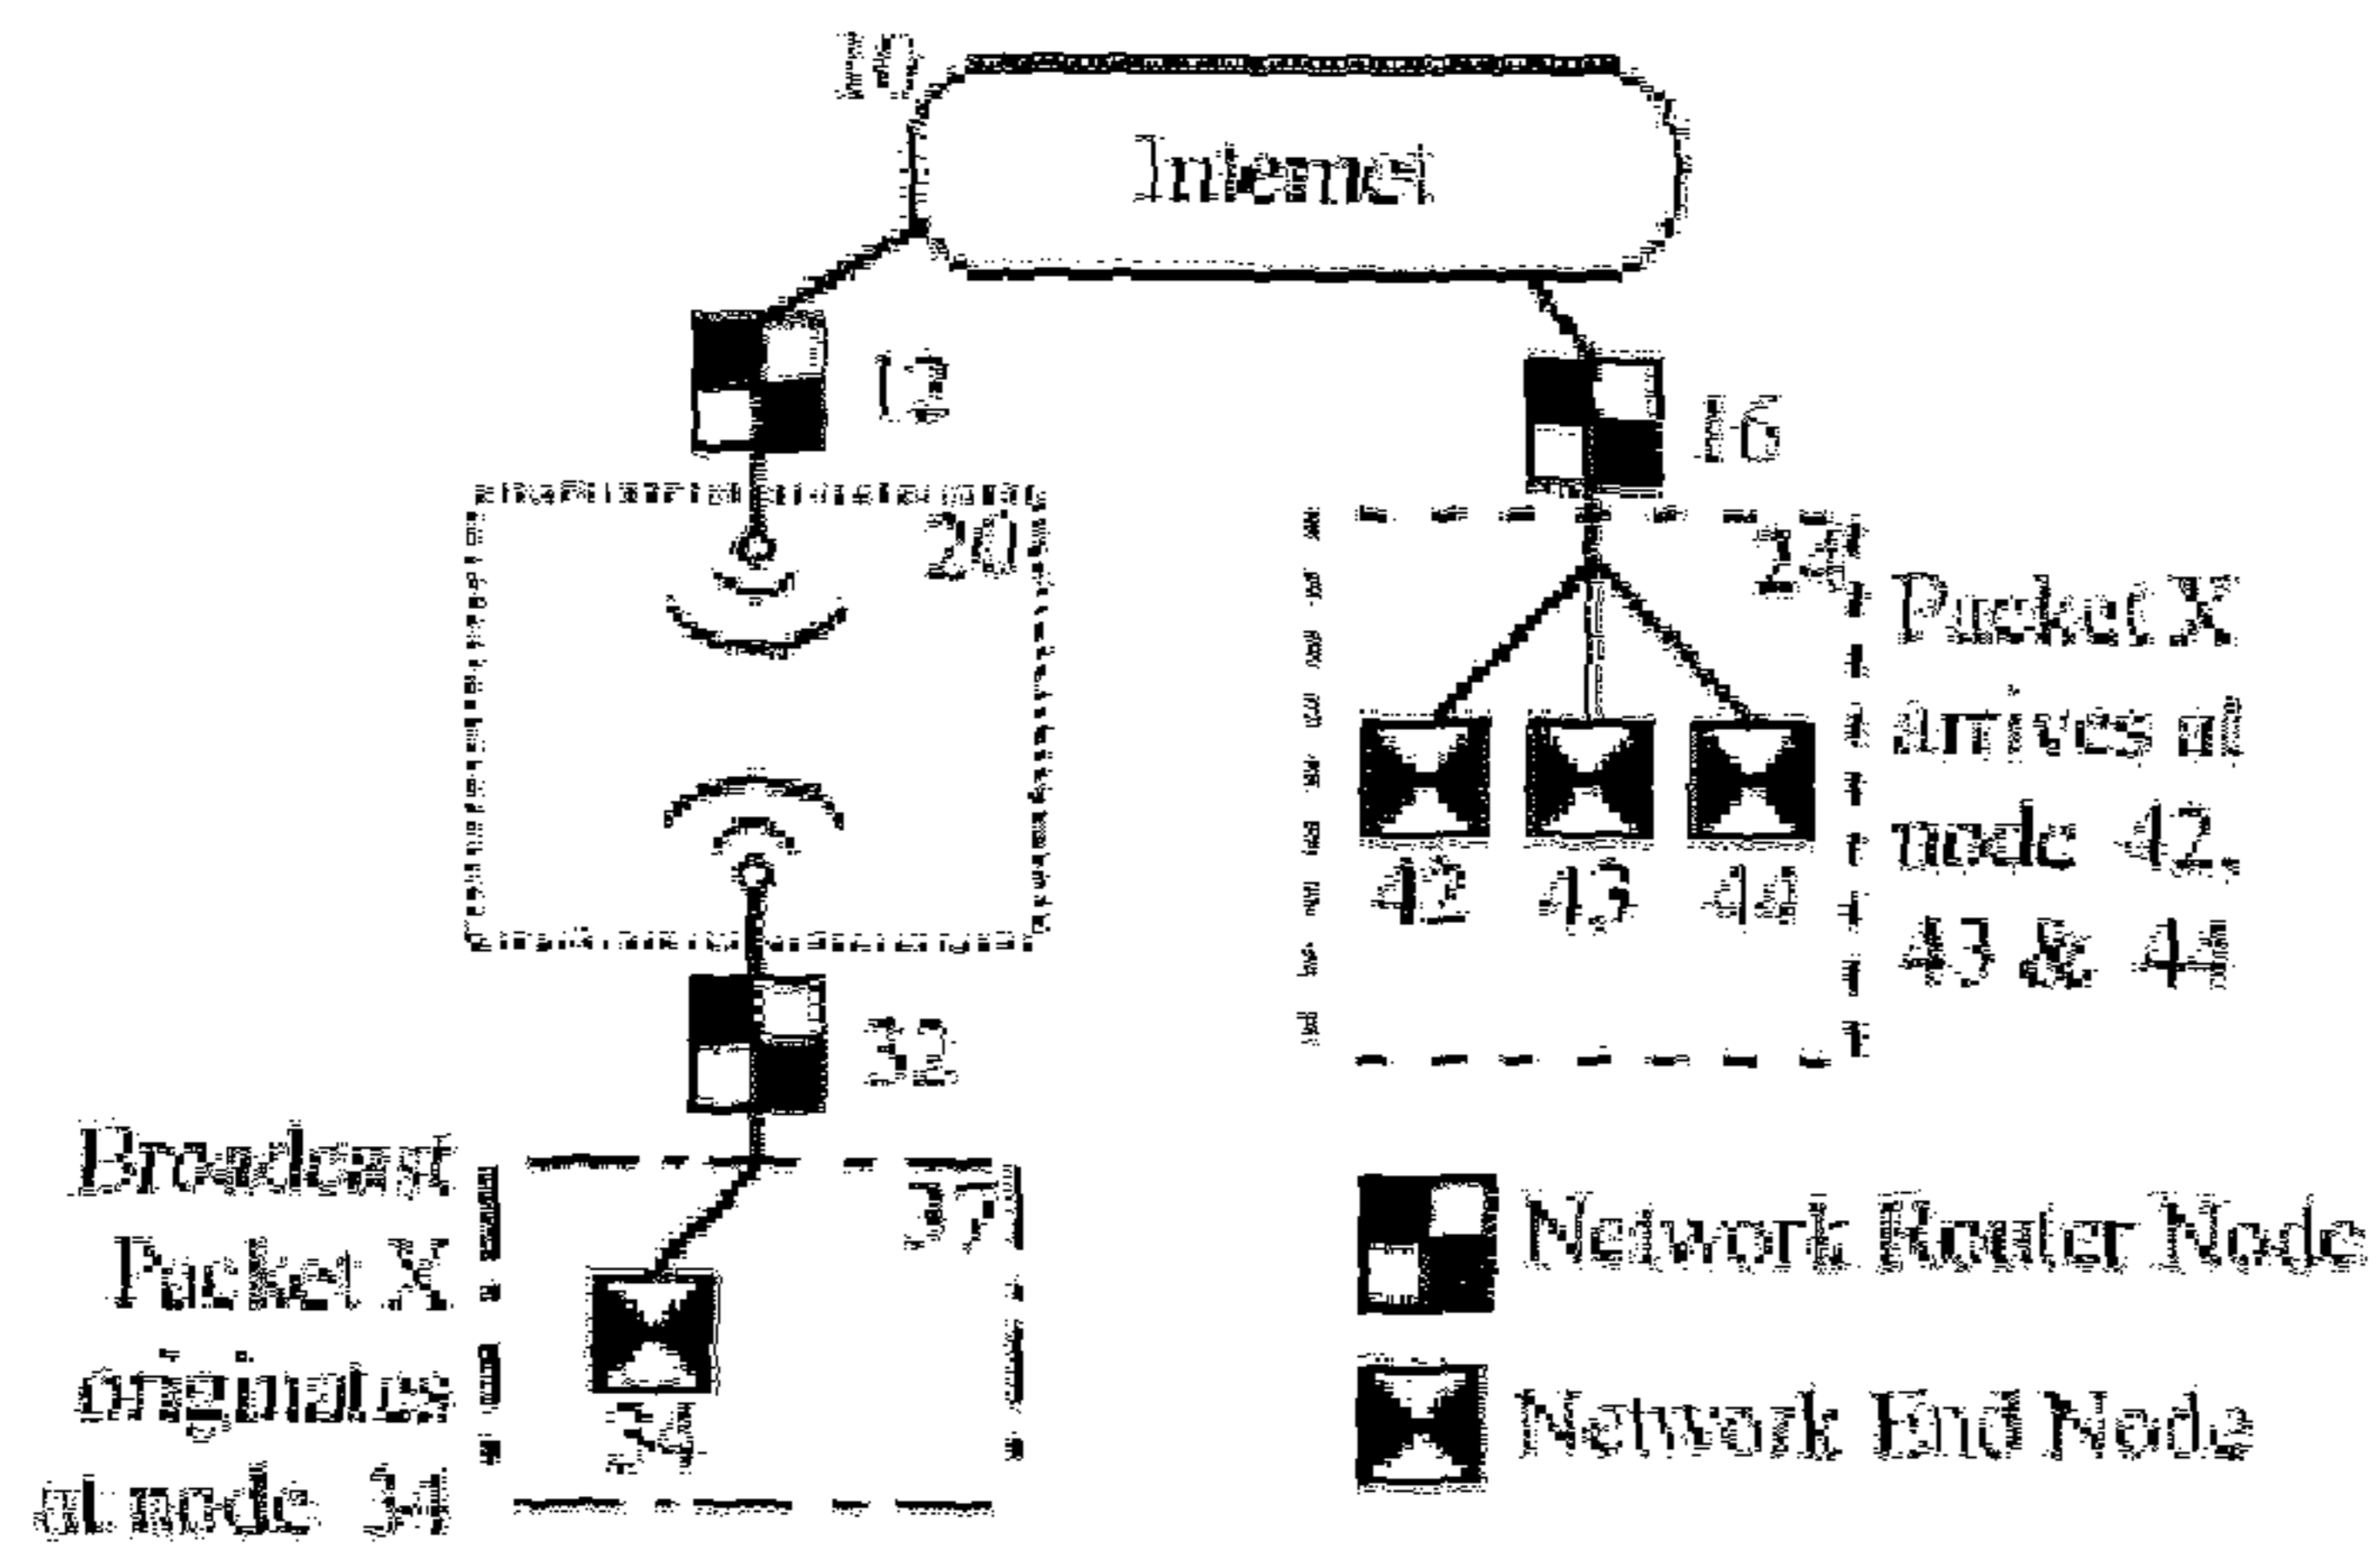 10
Internet
12
16
20
24
Packet X
arrives at
node 42,
43 & 44
42 43 44
32
Broadcast
Packet X
originates
at node 34
37
34
Network Router Node
Network End Node